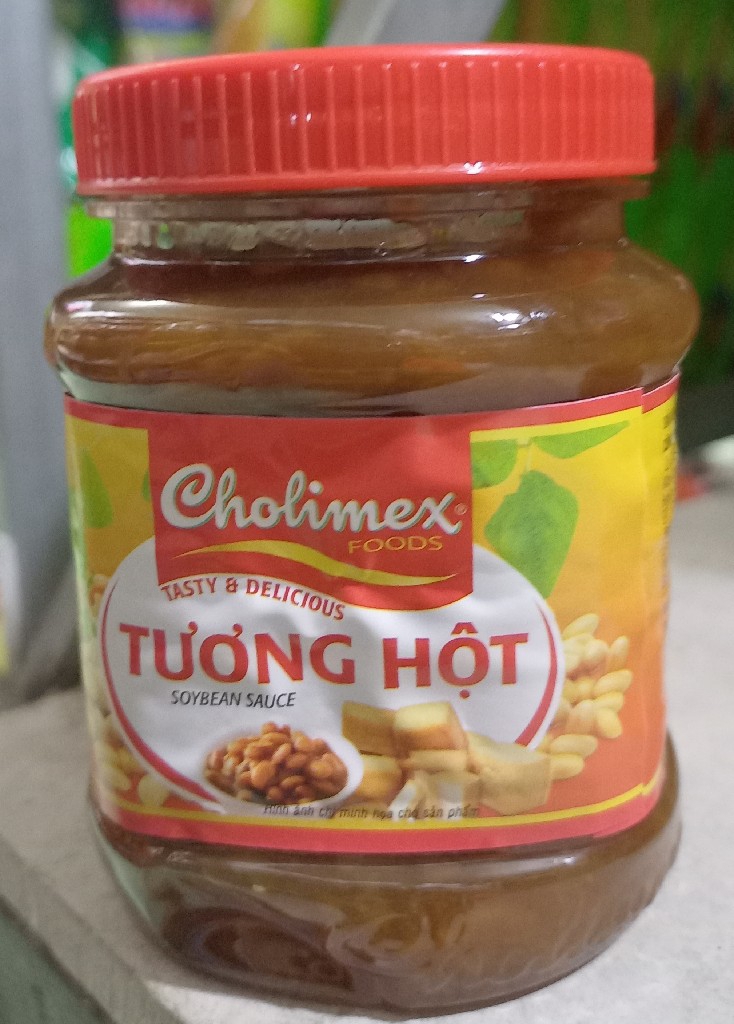 Cholimex®
FOODS
TASTY & DELICIOUS
TƯƠNG HỘT
SOYBEAN SAUCE
Hình ảnh chỉ minh họa cho sản phẩm